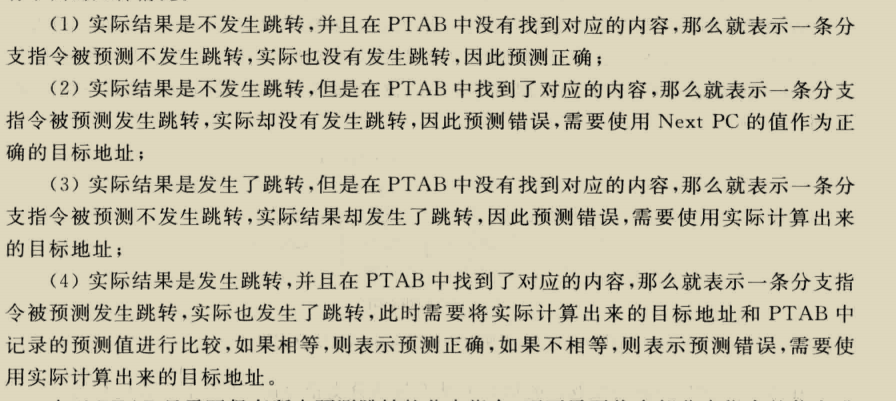 (1) 实际结果是不发生跳转,并且在 PTAB 中没有找到对应的内容,那么就表示一条分
支指令被预测不发生跳转,实际也没有发生跳转,因此预测正确;
(2) 实际结果是不发生跳转,但是在 PTAB 中找到了对应的内容,那么就表示一条分支
指令被预测发生跳转,实际却没有发生跳转,因此预测错误,需要使用 Next PC 的值作为正
确的目标地址;
(3) 实际结果是发生了跳转,但是在 PTAB 中没有找到对应的内容,那么就表示一条分
支指令被预测不发生跳转,实际结果却发生了跳转,因此预测错误,需要使用实际计算出来
的目标地址;
(4) 实际结果是发生跳转,并且在 PTAB 中找到了对应的内容,那么就表示一条分支指
令被预测发生跳转,实际也发生了跳转,此时需要将实际计算出来的目标地址和 PTAB 中
记录的预测值进行比较,如果相等,则表示预测正确,如果不相等,则表示预测错误,需要使
用实际计算出来的目标地址。